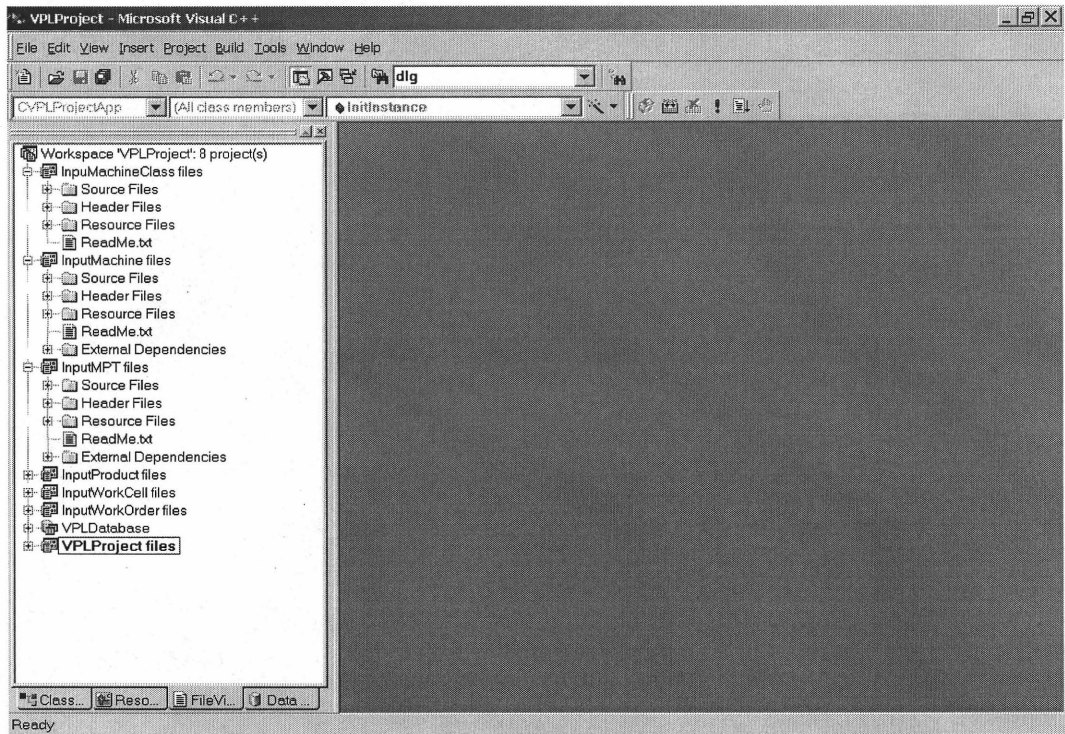 VPLProject - Microsoft Visual C++
File Edit View Insert Project Build Tools Window Help
dlg
CVPLProjectApp (All class members) InitInstance
Workspace 'VPLProject': 8 project(s)
InpuMachineClass files
Source Files
Header Files
Resource Files
ReadMe.txt
InputMachine files
Source Files
Header Files
Resource Files
ReadMe.txt
External Dependencies
InputMPT files
Source Files
Header Files
Resource Files
ReadMe.txt
External Dependencies
InputProduct files
InputWorkCell files
InputWorkOrder files
VPLDatabase
VPLProject files
Class... Reso... FileVi... Data ...
Ready